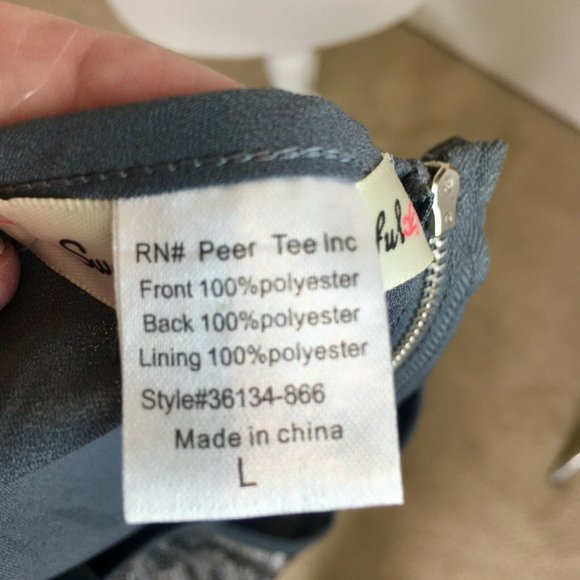 RN# Peer Tee Inc
Front 100%polyester
Back 100%polyester
Lining 100%polyester
Style#36134-866
Made in china
L